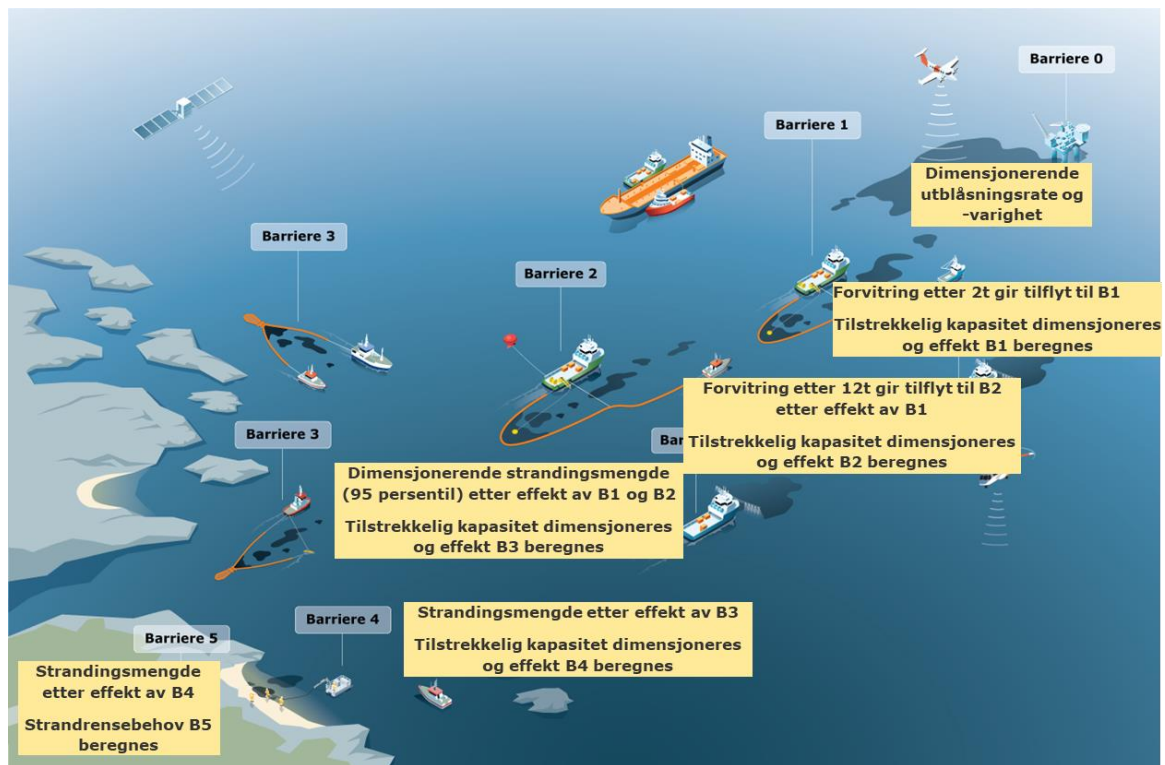 Barriere 0
Barriere 1
Dimensjonerende
utblåsningsrate og
-varighet
Barriere 3
Barriere 2
Forvitring etter 2t gir tilflyt til B1
Tilstrekkelig kapasitet dimensjoneres
og effekt B1 beregnes
Forvitring etter 12t gir tilflyt til B2
etter effekt av B1
Tilstrekkelig kapasitet dimensjoneres
og effekt B2 beregnes
Barriere 3
Dimensjonerende strandingsmengde
(95 persentil) etter effekt av B1 og B2
Tilstrekkelig kapasitet dimensjoneres
og effekt B3 beregnes
Barriere 4
Strandingsmengde etter effekt av B3
Tilstrekkelig kapasitet dimensjoneres
og effekt B4 beregnes
Barriere 5
Strandingsmengde
etter effekt av B4
Strandrensebehov B5
beregnes